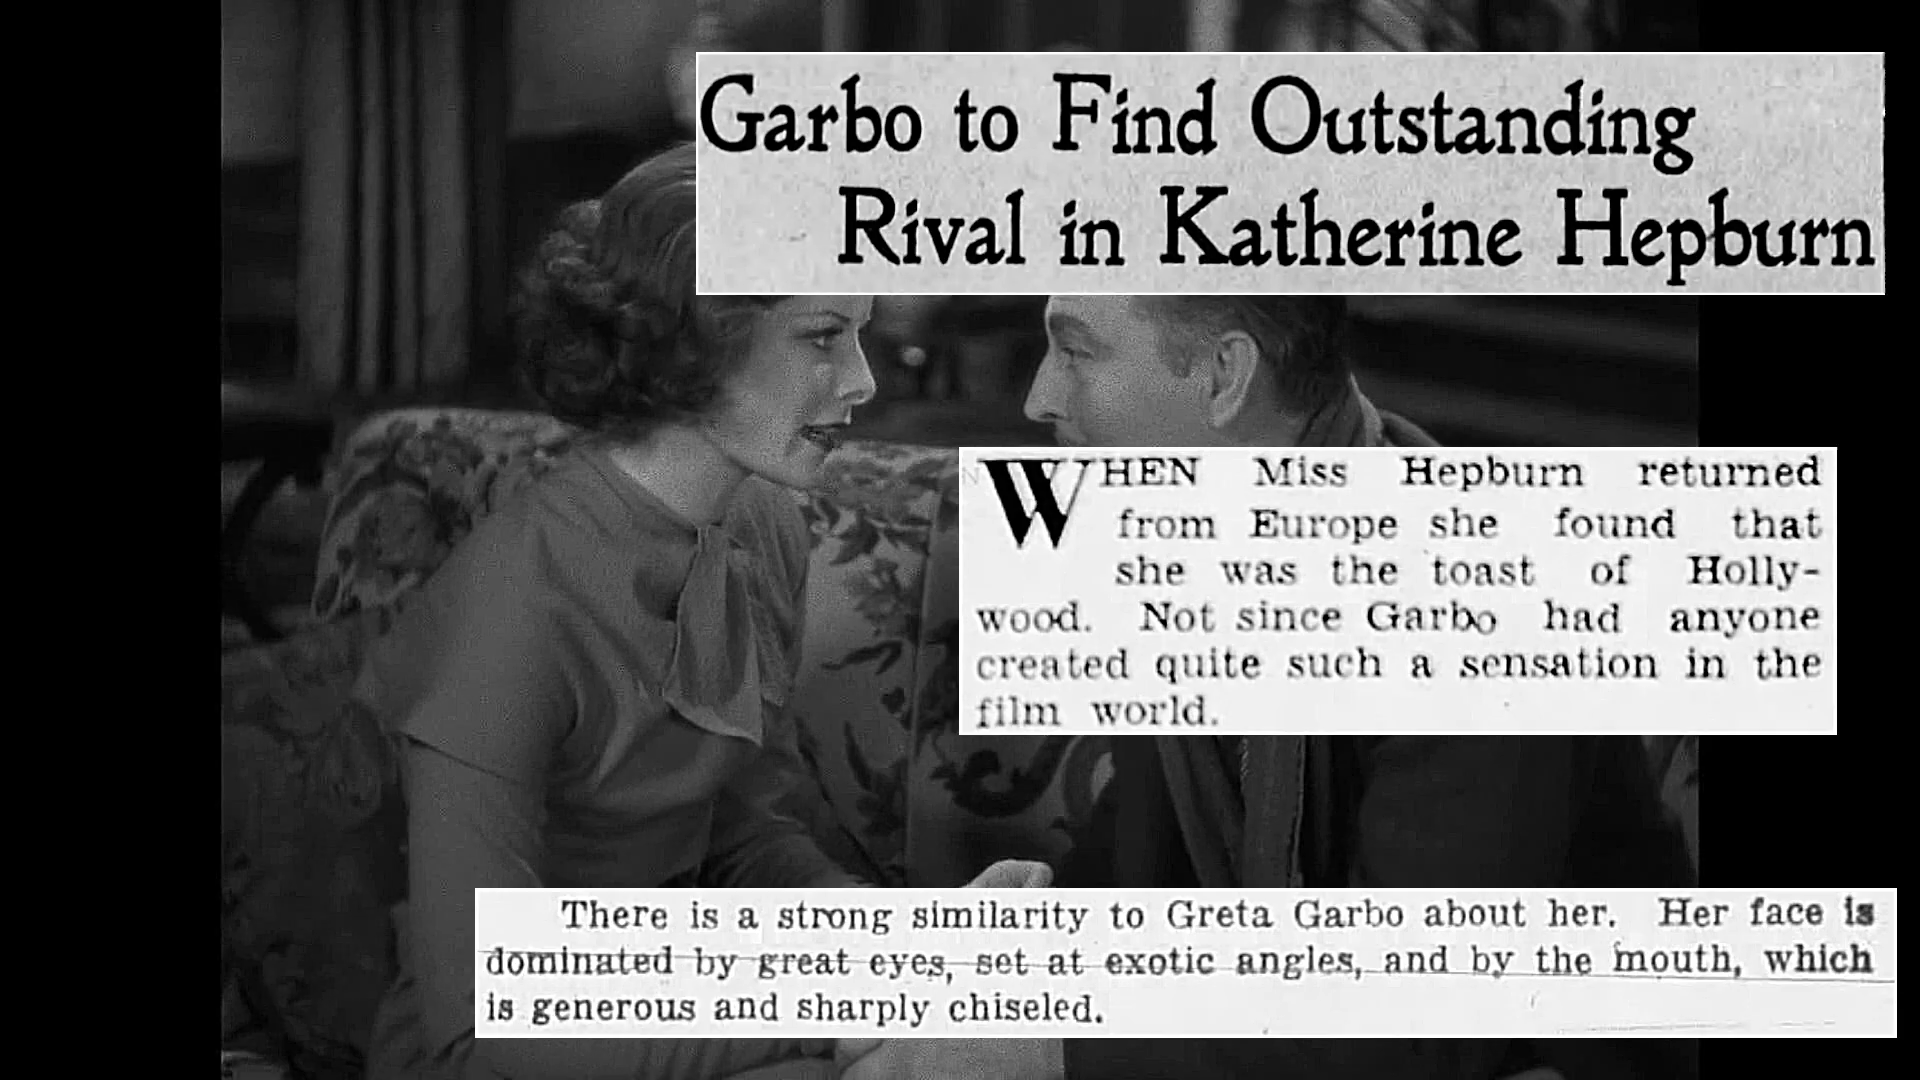 Garbo to Find Outstanding
Rival in Katherine Hepburn
WHEN Miss Hepburn returned
from Europe she found that
she was the toast of Holly-
wood. Not since Garbo had anyone
created quite such a sensation in the
film world.
There is a strong similarity to Greta Garbo about her. Her face is
dominated by great eyes, set at exotic angles, and by the mouth, which
is generous and sharply chiseled.